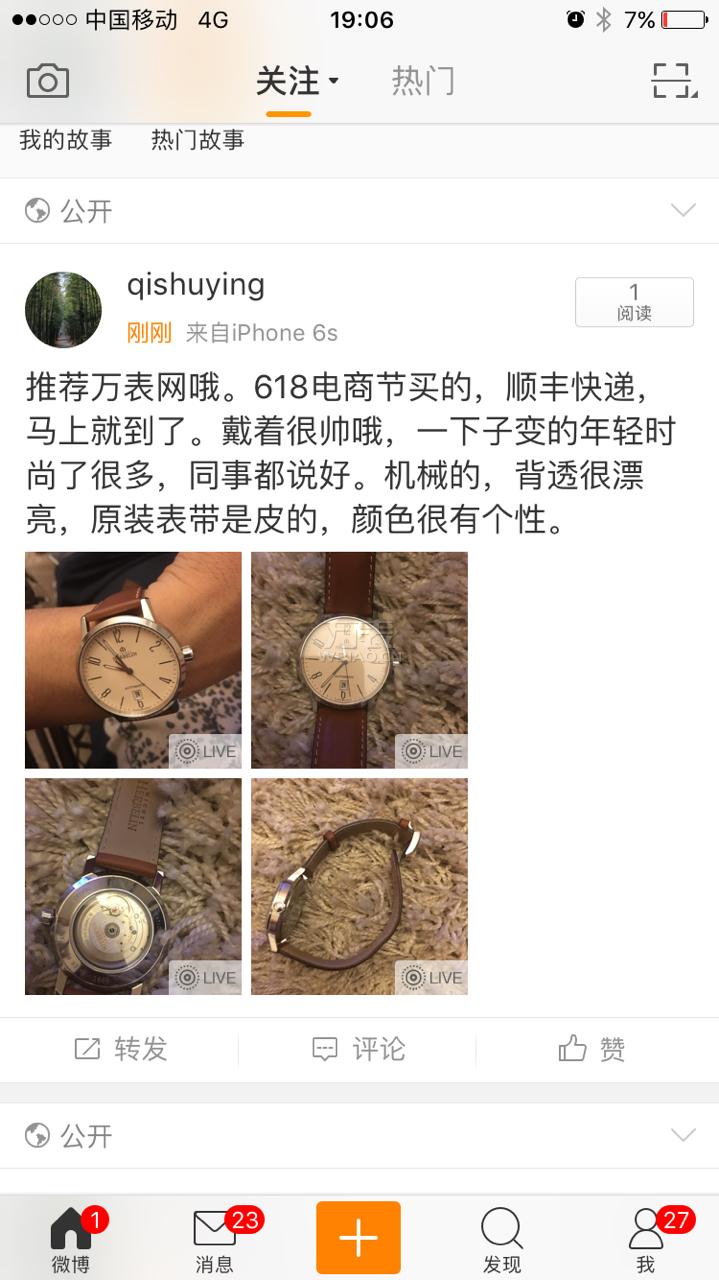 中国移动 4G 19:06 7%
关注 热门
我的故事 热门故事
公开
qishuying
1
阅读
刚刚 来自iPhone 6s
推荐万表网哦。618电商节买的，顺丰快递，
马上就到了。戴着很帅哦，一下子变的年轻时
尚了很多，同事都说好。机械的，背透很漂
亮，原装表带是皮的，颜色很有个性。
LIVE LIVE
HERBELIN
LIVE LIVE
转发 评论 赞
公开
1 23 27
微博 消息 发现 我